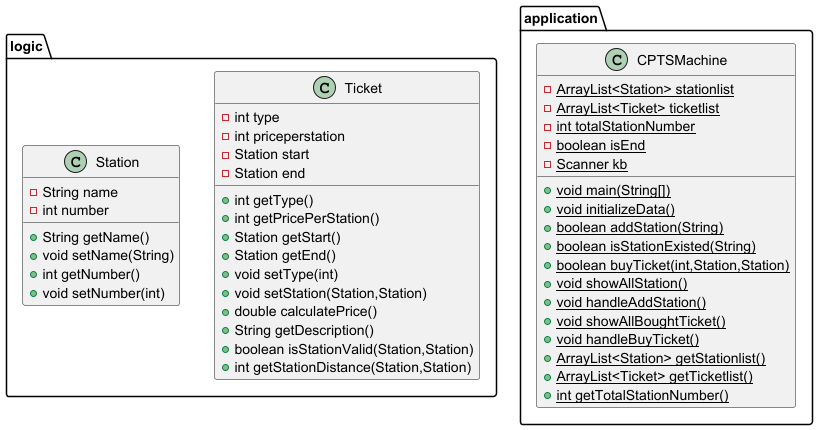 logic
C Station
String name
int number
String getName()
void setName(String)
int getNumber()
void setNumber(int)
C Ticket
int type
int priceperstation
Station start
Station end
int getType()
int getPricePerStation()
Station getStart()
Station getEnd()
void setType(int)
void setStation(Station,Station)
double calculatePrice()
String getDescription()
boolean isStationValid(Station,Station)
int getStationDistance(Station,Station)
application
C CPTSMachine
ArrayList<Station> stationlist
ArrayList<Ticket> ticketlist
int totalStationNumber
boolean isEnd
Scanner kb
void main(String[])
void initializeData()
boolean addStation(String)
boolean isStationExisted(String)
boolean buyTicket(int,Station,Station)
void showAllStation()
void handleAddStation()
void showAllBoughtTicket()
void handleBuyTicket()
ArrayList<Station> getStationlist()
ArrayList<Ticket> getTicketlist()
int getTotalStationNumber()